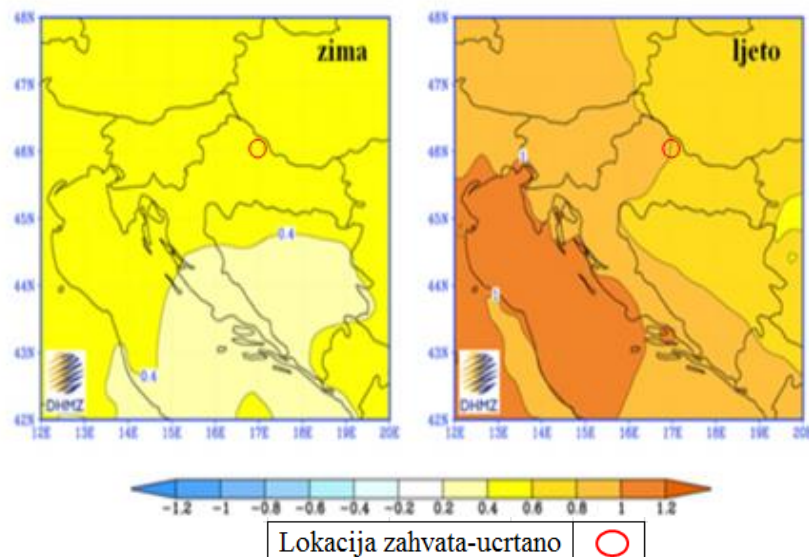 zima
ljeto
48N
48N
47N
47N
46N
46N
1
45N
45N
0.4
44N
44N
43N
0.4
43N
DHMZ
DHMZ
42N
42N
12E 13E 14E 15E 16E 17E 18E 19E 20E
12E 13E 14E 15E 16E 17E 18E 19E 20E
-1.2 -1 -0.8 -0.6 -0.4 -0.2 0.2 0.4 0.6 0.8 1 1.2
Lokacija zahvata-ucrtano